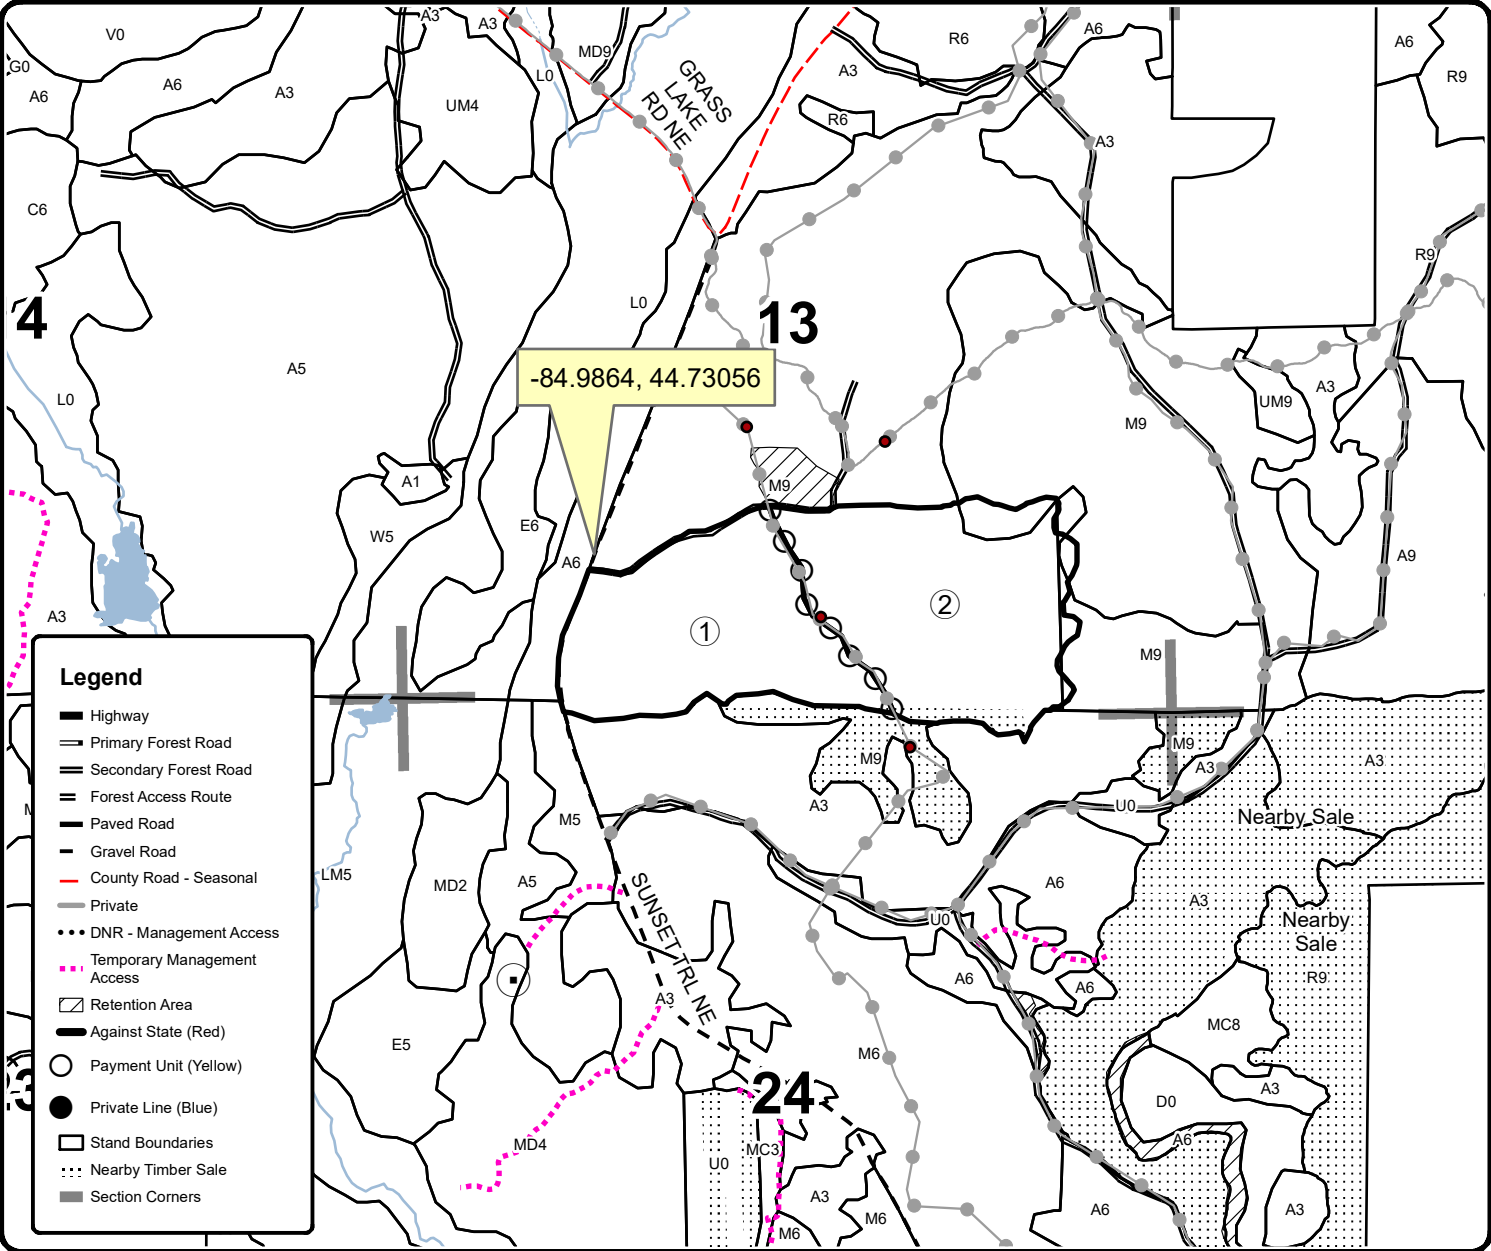 A3
A3
V0
MD9
R6
A6
A6
G0
A6
A6
A3
L0
A3
R9
UM4
GRASS
LAKE
RD NE
R6
A3
C6
R9
L0
4
13
A5
-84.9864, 44.73056
A3
L0
UM9
M9
A1
M9
W5
E6
A6
A9
2
1
A3
M9
Legend
Highway
Primary Forest Road
Secondary Forest Road
Forest Access Route
Paved Road
Gravel Road
County Road - Seasonal
Private
DNR - Management Access
Temporary Management
Access
Retention Area
Against State (Red)
Payment Unit (Yellow)
Private Line (Blue)
Stand Boundaries
Nearby Timber Sale
Section Corners
M9
M9
A3
A3
A3
U0
Nearby Sale
M5
LM5
MD2
A5
A6
SUNSET TRL NE
U0
A3
Nearby
Sale
R9
A6
A6
A3
MC8
E5
M6
24
A3
D0
A6
MD4
MC3
U0
A3
M6
M6
A6
A3